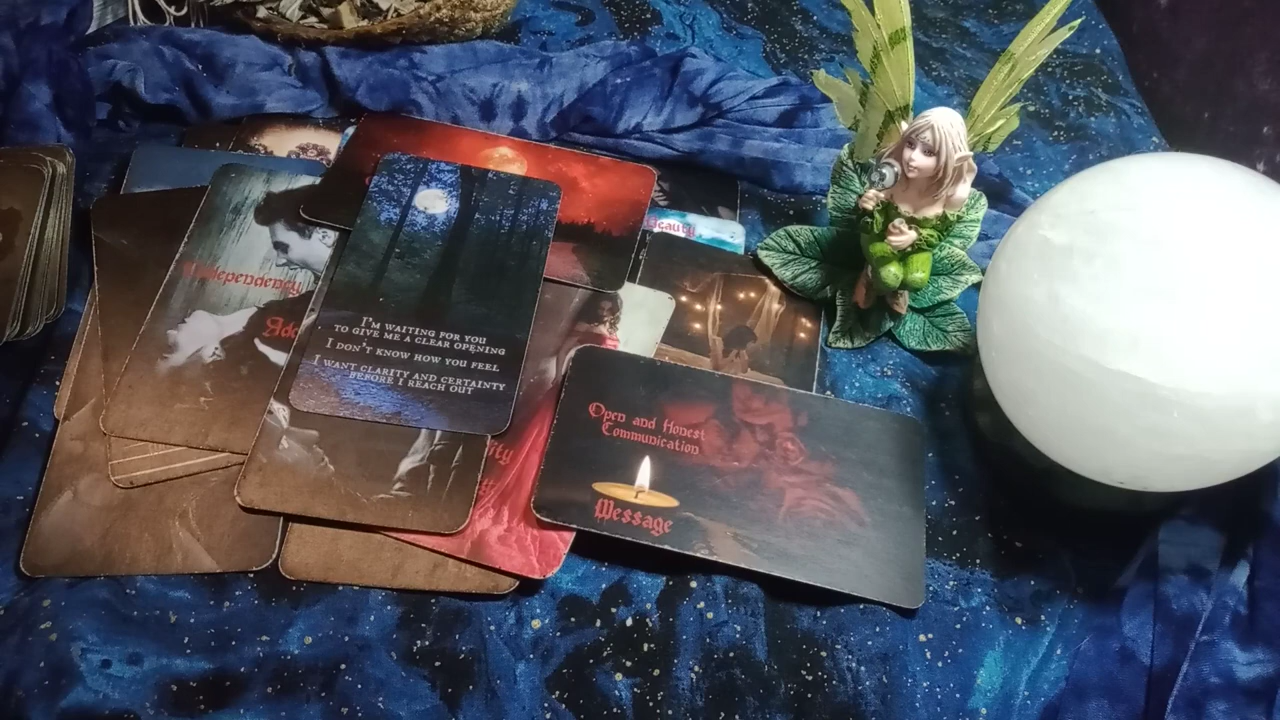 Beauty
Independency
I'm waiting for you
to give me a clear opening
I don't know how you feel
I want clarity and certainty
before I reach out
Open and Honest
Communication
Message